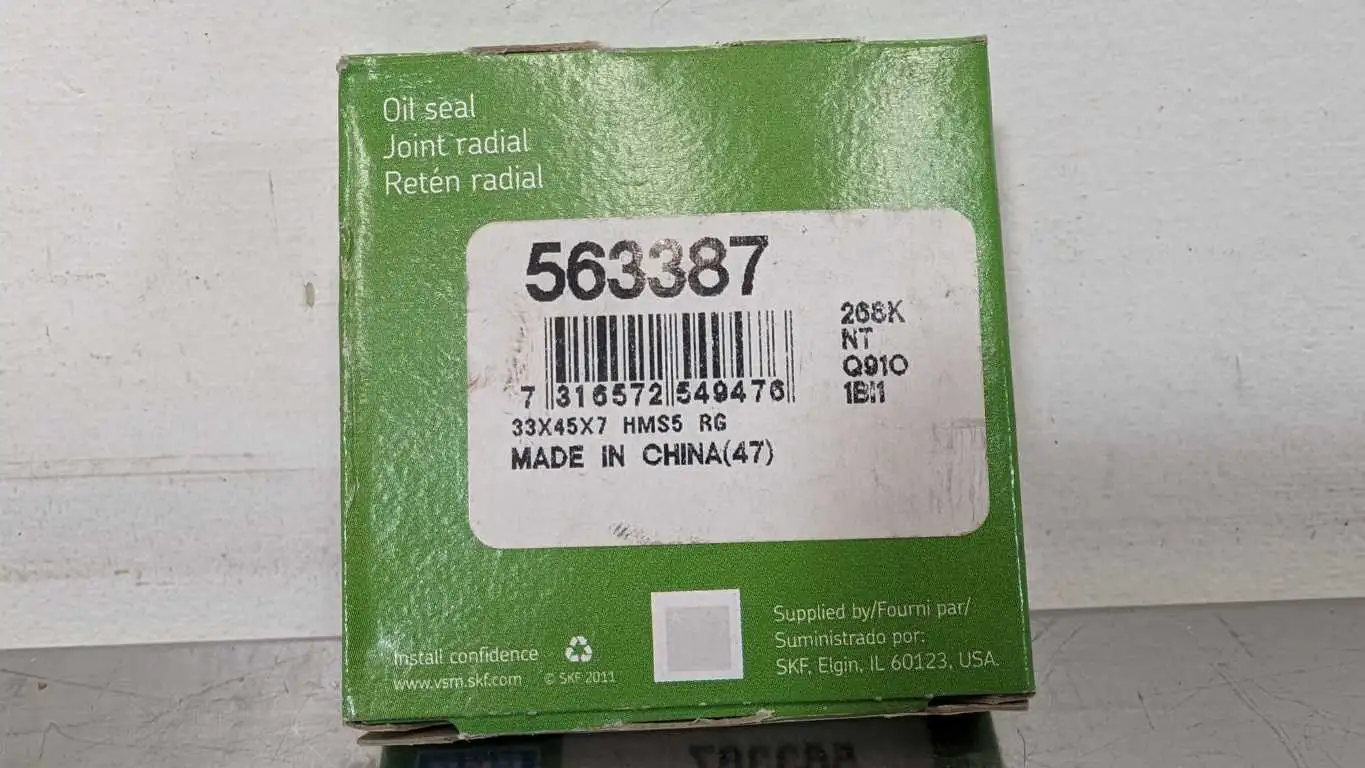 Oil seal
Joint radial
Retén radial
563387
7 316572 549476
33X45X7 HMS5 RG
MADE IN CHINA(47)
268K
NT
Q910
Install confidence
www.vsm.skf.com © SKF 2011
Supplied by/Fourni par/
Suministrado por:
SKF, Elgin, IL 60123, USA.